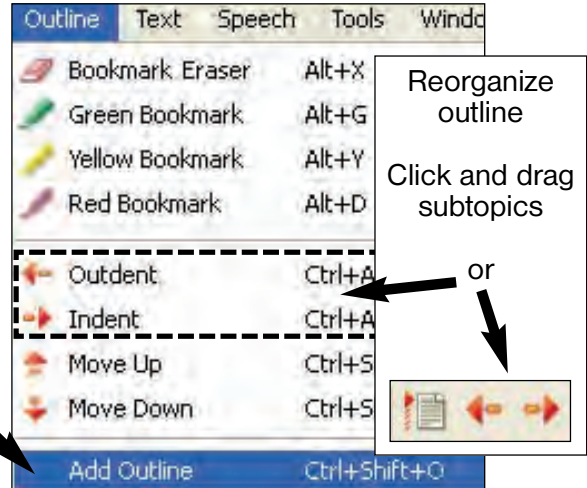 Outline Text Speech Tools
Bookmark Eraser Alt+X
Green Bookmark Alt+G
Yellow Bookmark Alt+Y
Red Bookmark Alt+D
Outdent Ctrl+A
Indent Ctrl+A
Move Up Ctrl+S
Move Down Ctrl+S
Add Outline Ctrl+Shift+O
Reorganize
outline
Click and drag
subtopics
or